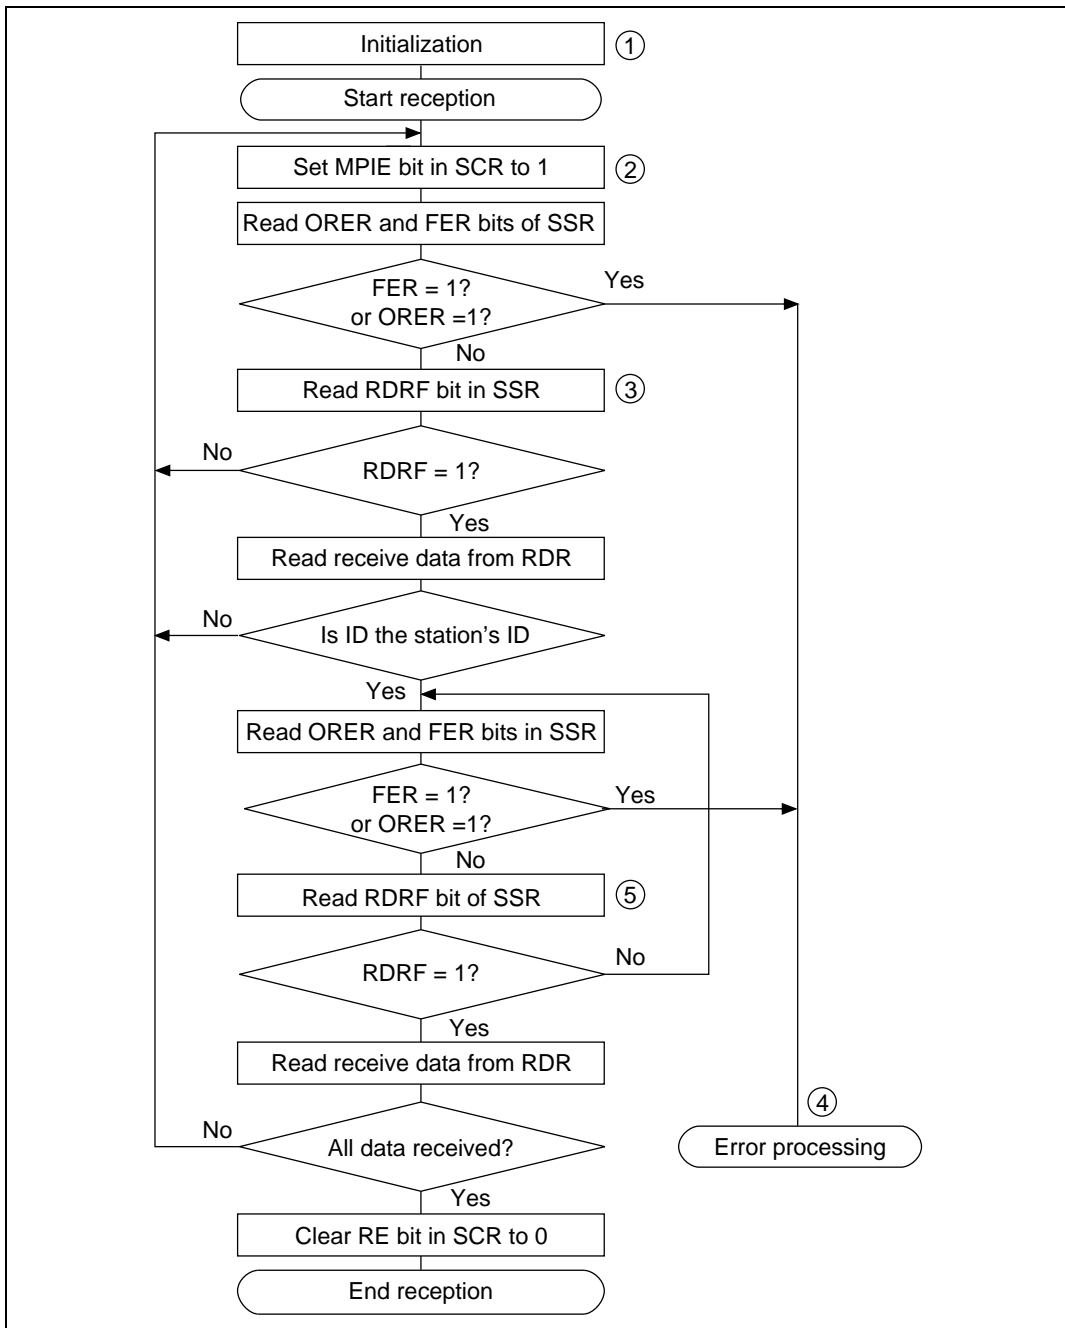 Initialization
①
Start reception
Set MPIE bit in SCR to 1
②
Read ORER and FER bits of SSR
FER = 1?
or ORER =1?
Yes
No
Read RDRF bit in SSR
③
RDRF = 1?
No
Yes
Read receive data from RDR
Is ID the station's ID
No
Yes
Read ORER and FER bits in SSR
FER = 1?
or ORER =1?
Yes
No
Read RDRF bit of SSR
⑤
RDRF = 1?
No
Yes
Read receive data from RDR
④
Error processing
All data received?
No
Yes
Clear RE bit in SCR to 0
End reception